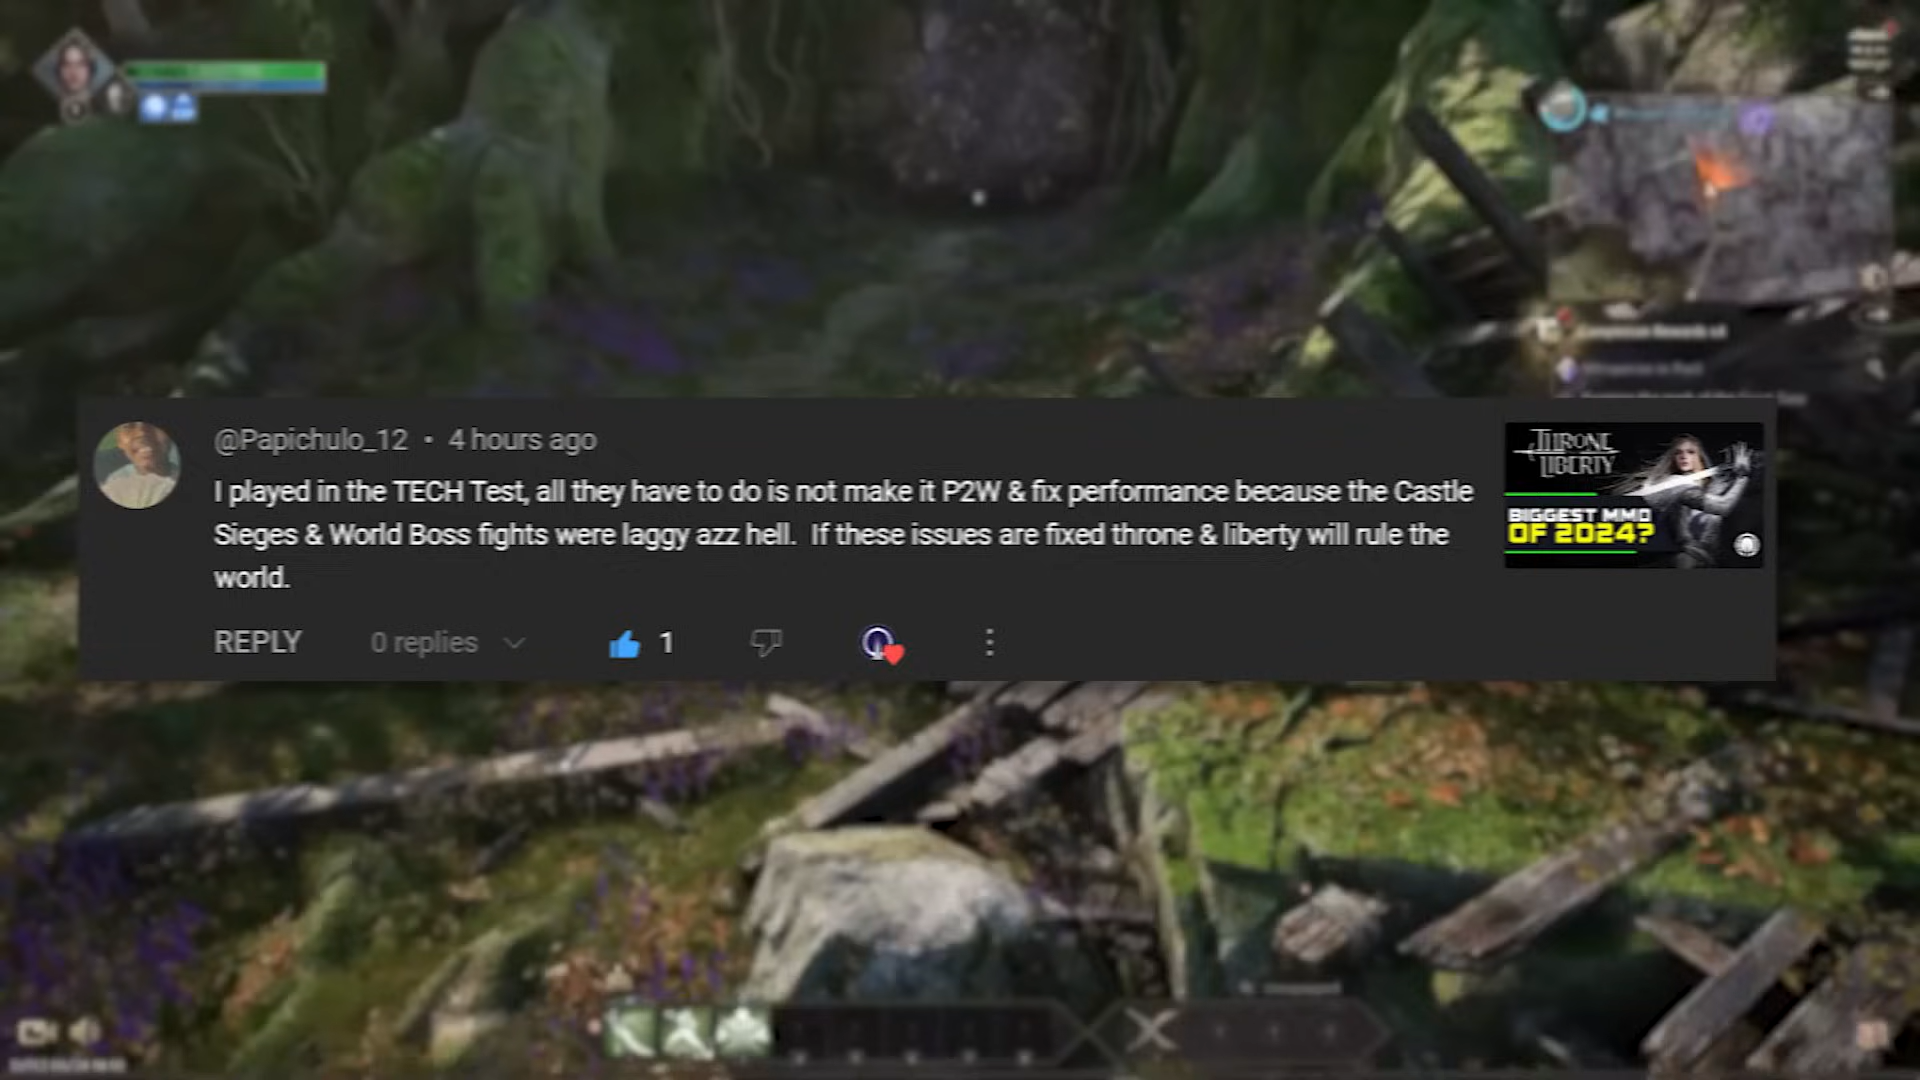 @Papichulo_12 • 4 hours ago
I played in the TECH Test, all they have to do is not make it P2W & fix performance because the Castle
Sieges & World Boss fights were laggy azz hell.  If these issues are fixed throne & liberty will rule the
world.
REPLY 0 replies 1
THRONE
LIBERTY
BIGGEST MMO
OF 2024?